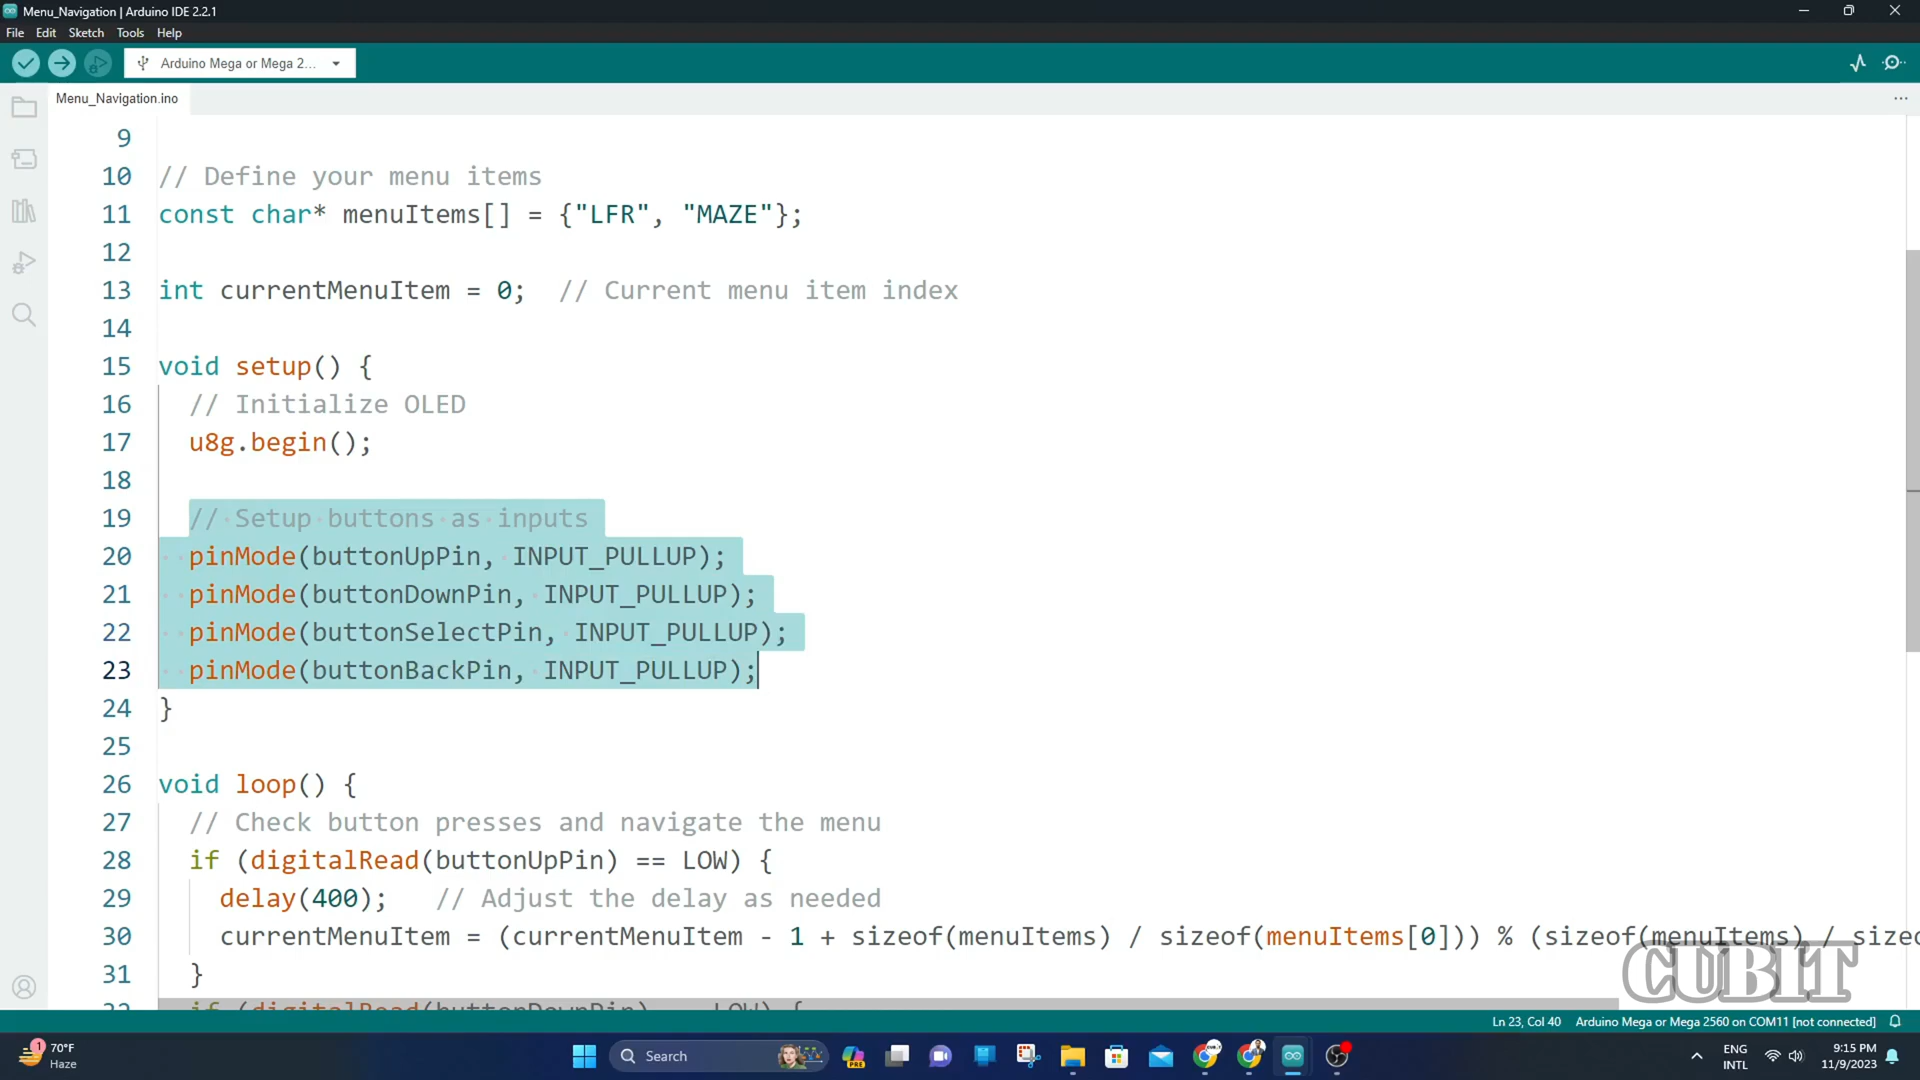 Menu_Navigation | Arduino IDE 2.2.1
File Edit Sketch Tools Help
Arduino Mega or Mega 2...
Menu_Navigation.ino
9
10 // Define your menu items
11 const char* menuItems[] = {"LFR", "MAZE"};
12
13 int currentMenuItem = 0;  // Current menu item index
14
15 void setup() {
16 // Initialize OLED
17 u8g.begin();
18
19 // Setup buttons as inputs
20 pinMode(buttonUpPin, INPUT_PULLUP);
21 pinMode(buttonDownPin, INPUT_PULLUP);
22 pinMode(buttonSelectPin, INPUT_PULLUP);
23 pinMode(buttonBackPin, INPUT_PULLUP);
24 }
25
26 void loop() {
27 // Check button presses and navigate the menu
28 if (digitalRead(buttonUpPin) == LOW) {
29 delay(400);   // Adjust the delay as needed
30 currentMenuItem = (currentMenuItem - 1 + sizeof(menuItems) / sizeof(menuItems[0])) % (sizeof(menuItems) / sizeo
31 }
CUBIT
Ln 23, Col 40 Arduino Mega or Mega 2560 on COM11 [not connected]
1
70°F
Haze
Search
PRE
ENG
INTL
9:15 PM
11/9/2023